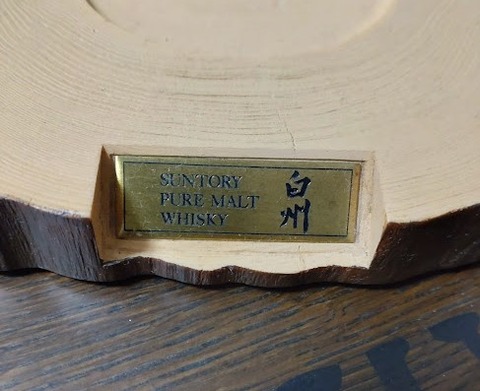 SUNTORY
PURE MALT
WHISKY
白州